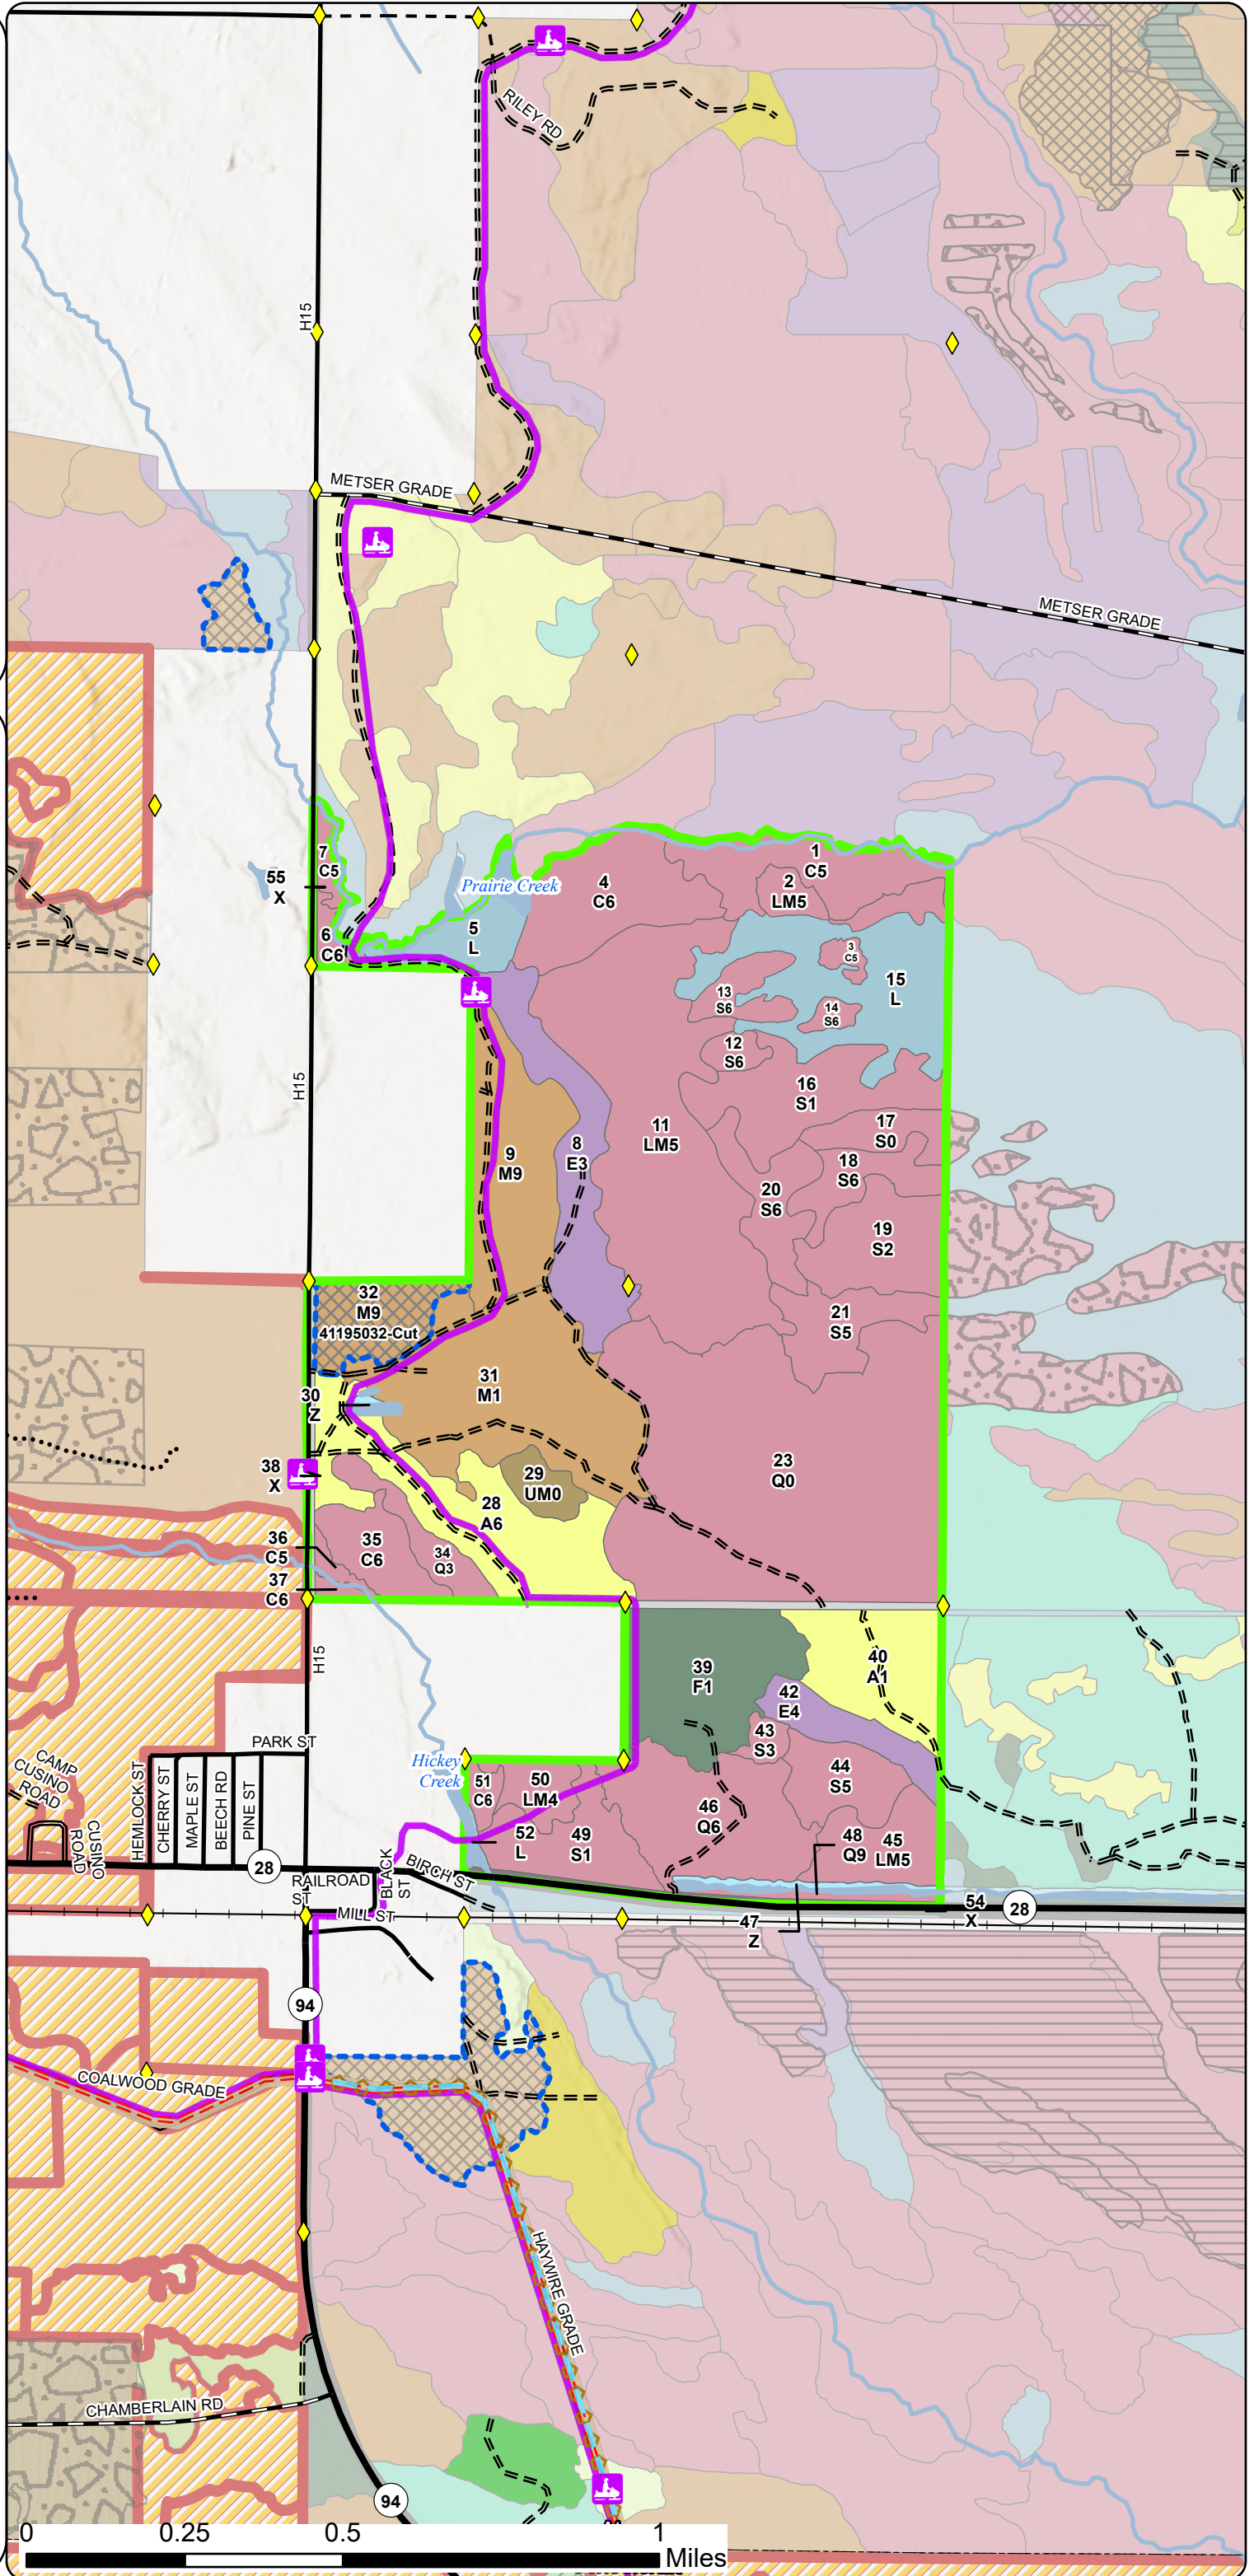 RILEY RD
H15
METSER GRADE
METSER GRADE
7
C5
55
X
6
C6
Prairie Creek
5
L
4
C6
1
C5
2
LM5
3
C5
15
L
13
S6
14
S6
12
S6
16
S1
H15
11
LM5
17
S0
8
E3
9
M9
18
S6
20
S6
19
S2
32
M9
41195032-Cut
21
S5
31
M1
30
Z
23
Q0
38
X
29
UM0
28
A6
36
C5
35
C6
34
Q3
37
C6
H15
39
F1
40
A1
42
E4
43
S3
PARK ST
Hickey
Creek
CAMP
CUSINO
ROAD
CUSINO
ROAD
HEMLOCK ST
CHERRY ST
MAPLE ST
BEECH RD
PINE ST
51
C6
50
LM4
44
S5
46
Q6
52
L
49
S1
48
Q9
45
LM5
28
BLACK
ST
BIRCH ST
RAILROAD
ST
MILL ST
47
Z
54
X
28
94
COALWOOD GRADE
HAYWIRE GRADE
CHAMBERLAIN RD
94
0 0.25 0.5 1
Miles